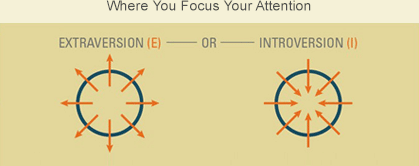 Where You Focus Your Attention
EXTRAVERSION (E) OR INTROVERSION (I)